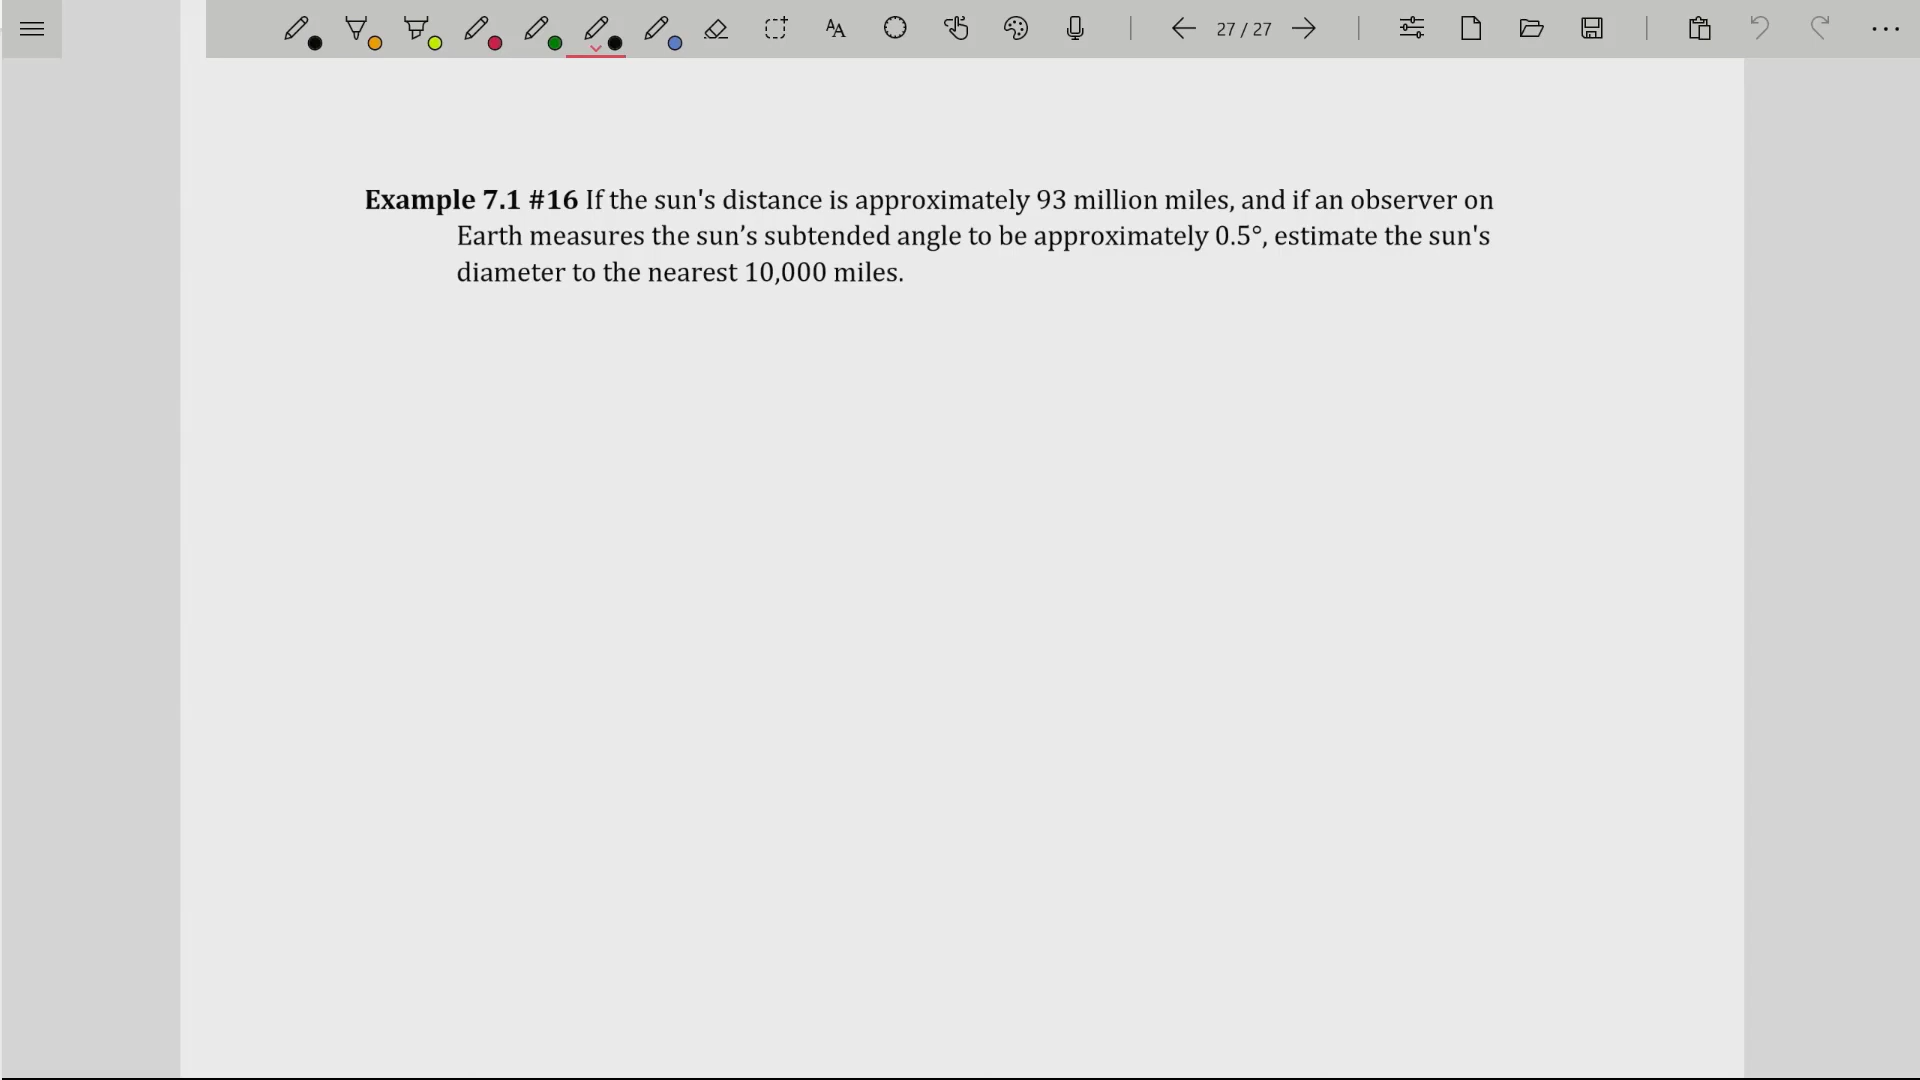 27 / 27
Example 7.1 #16 If the sun's distance is approximately 93 million miles, and if an observer on
Earth measures the sun’s subtended angle to be approximately 0.5°, estimate the sun's
diameter to the nearest 10,000 miles.